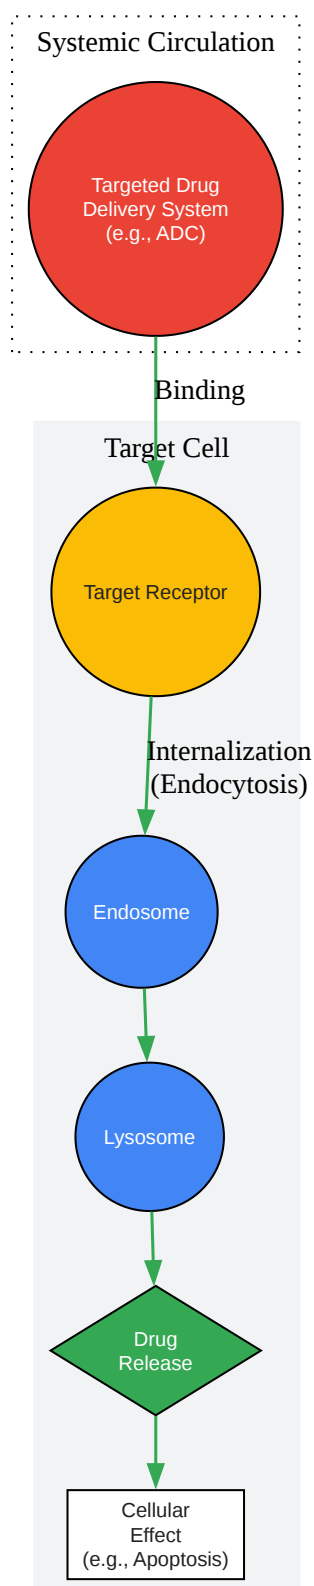 Systemic Circulation
Targeted Drug
Delivery System
(e.g., ADC)
Binding
Target Cell
Target Receptor
Internalization
(Endocytosis)
Endosome
Lysosome
Drug
Release
Cellular
Effect
(e.g., Apoptosis)